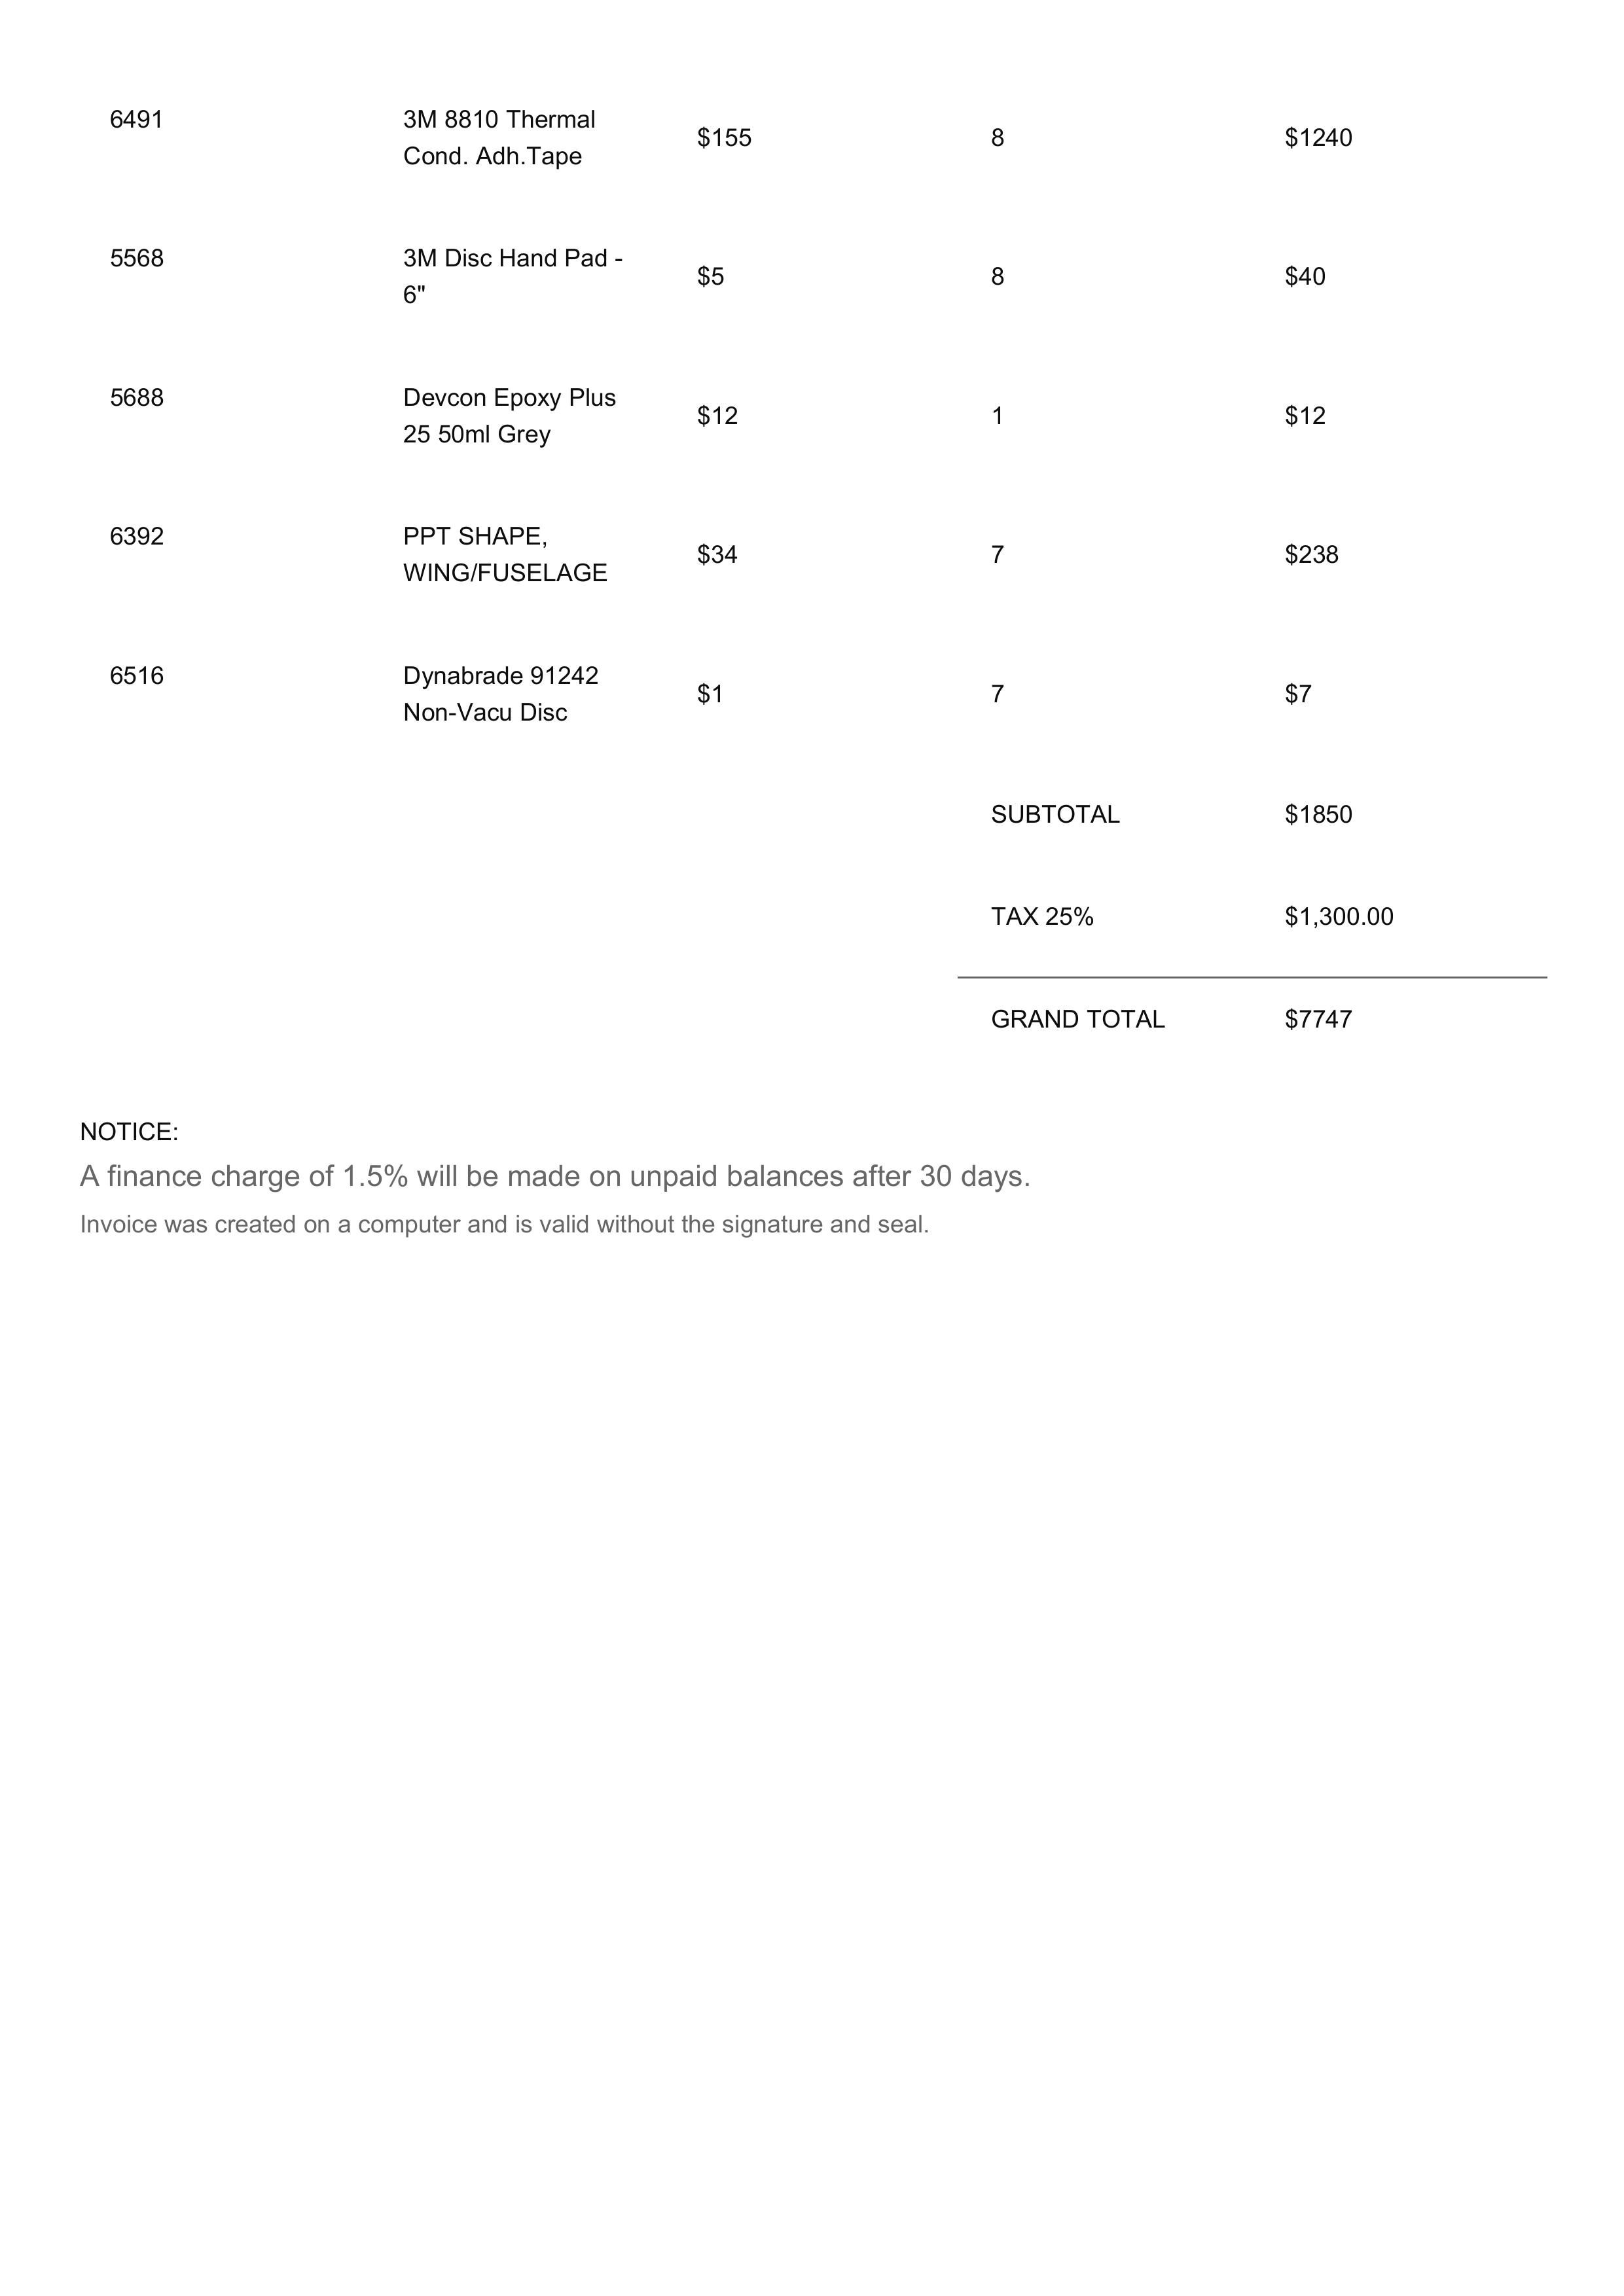 6491 3M 8810 Thermal Cond. Adh.Tape $155 8 $1240
5568 3M Disc Hand Pad - 6" $5 8 $40
5688 Devcon Epoxy Plus 25 50ml Grey $12 1 $12
6392 PPT SHAPE, WING/FUSELAGE $34 7 $238
6516 Dynabrade 91242 Non-Vacu Disc $1 7 $7
SUBTOTAL $1850
TAX 25% $1,300.00
GRAND TOTAL $7747
NOTICE:
A finance charge of 1.5% will be made on unpaid balances after 30 days.
Invoice was created on a computer and is valid without the signature and seal.